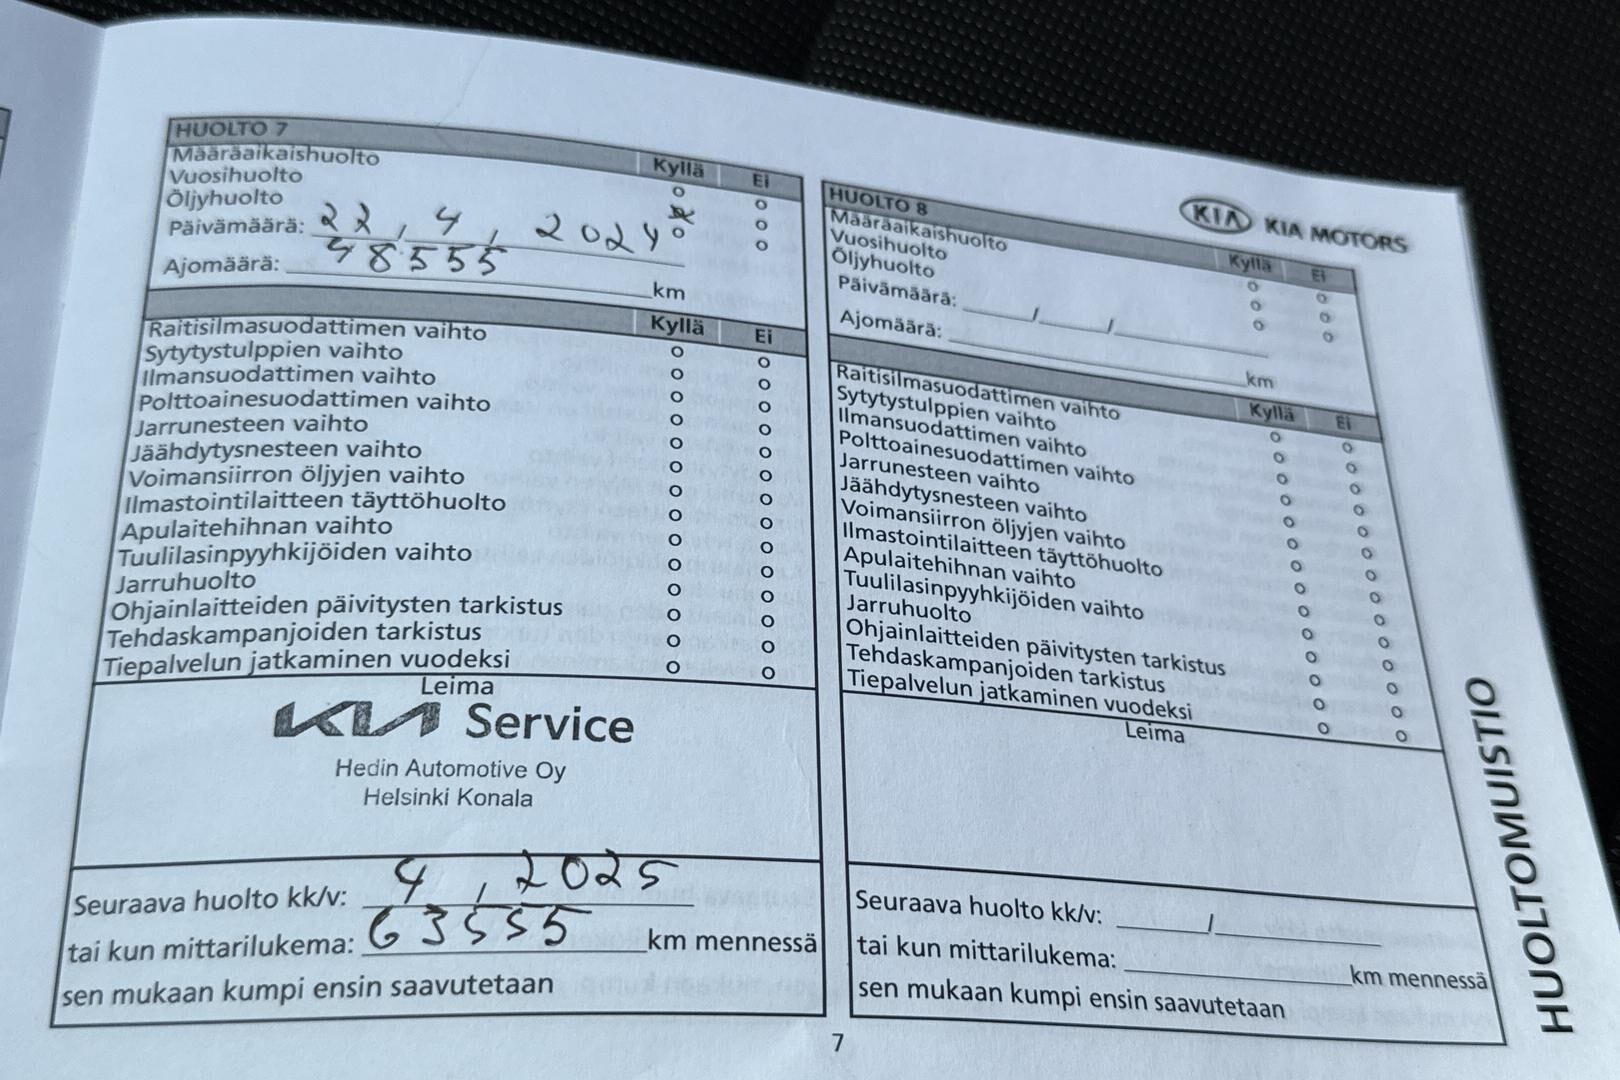 HUOLTO 7
Määräaikaishuolto Kyllä Ei
Vuosihuolto o o
Öljyhuolto o
Päivämäärä: 22 / 4 / 2024 o o
Ajomäärä: 48555 km
Kyllä Ei
Raitisilmasuodattimen vaihto o o
Sytytystulppien vaihto o o
Ilmansuodattimen vaihto o o
Polttoainesuodattimen vaihto o o
Jarrunesteen vaihto o o
Jäähdytysnesteen vaihto o o
Voimansiirron öljyjen vaihto o o
Ilmastointilaitteen täyttöhuolto o o
Apulaitehihnan vaihto o o
Tuulilasinpyyhkijöiden vaihto o o
Jarruhuolto o o
Ohjainlaitteiden päivitysten tarkistus o o
Tehdaskampanjoiden tarkistus o o
Tiepalvelun jatkaminen vuodeksi o o
Leima
KIA Service
Hedin Automotive Oy
Helsinki Konala
Seuraava huolto kk/v: 4 / 2025
tai kun mittarilukema: 63555 km mennessä
sen mukaan kumpi ensin saavutetaan
KIA KIA MOTORS
HUOLTO 8
Määräaikaishuolto Kyllä Ei
Vuosihuolto o o
Öljyhuolto o o
Päivämäärä: / / o o
Ajomäärä: km
Kyllä Ei
Raitisilmasuodattimen vaihto o o
Sytytystulppien vaihto o o
Ilmansuodattimen vaihto o o
Polttoainesuodattimen vaihto o o
Jarrunesteen vaihto o o
Jäähdytysnesteen vaihto o o
Voimansiirron öljyjen vaihto o o
Ilmastointilaitteen täyttöhuolto o o
Apulaitehihnan vaihto o o
Tuulilasinpyyhkijöiden vaihto o o
Jarruhuolto o o
Ohjainlaitteiden päivitysten tarkistus o o
Tehdaskampanjoiden tarkistus o o
Tiepalvelun jatkaminen vuodeksi o o
Leima
Seuraava huolto kk/v: /
tai kun mittarilukema: km mennessä
sen mukaan kumpi ensin saavutetaan
HUOLTOMUISTIO
7